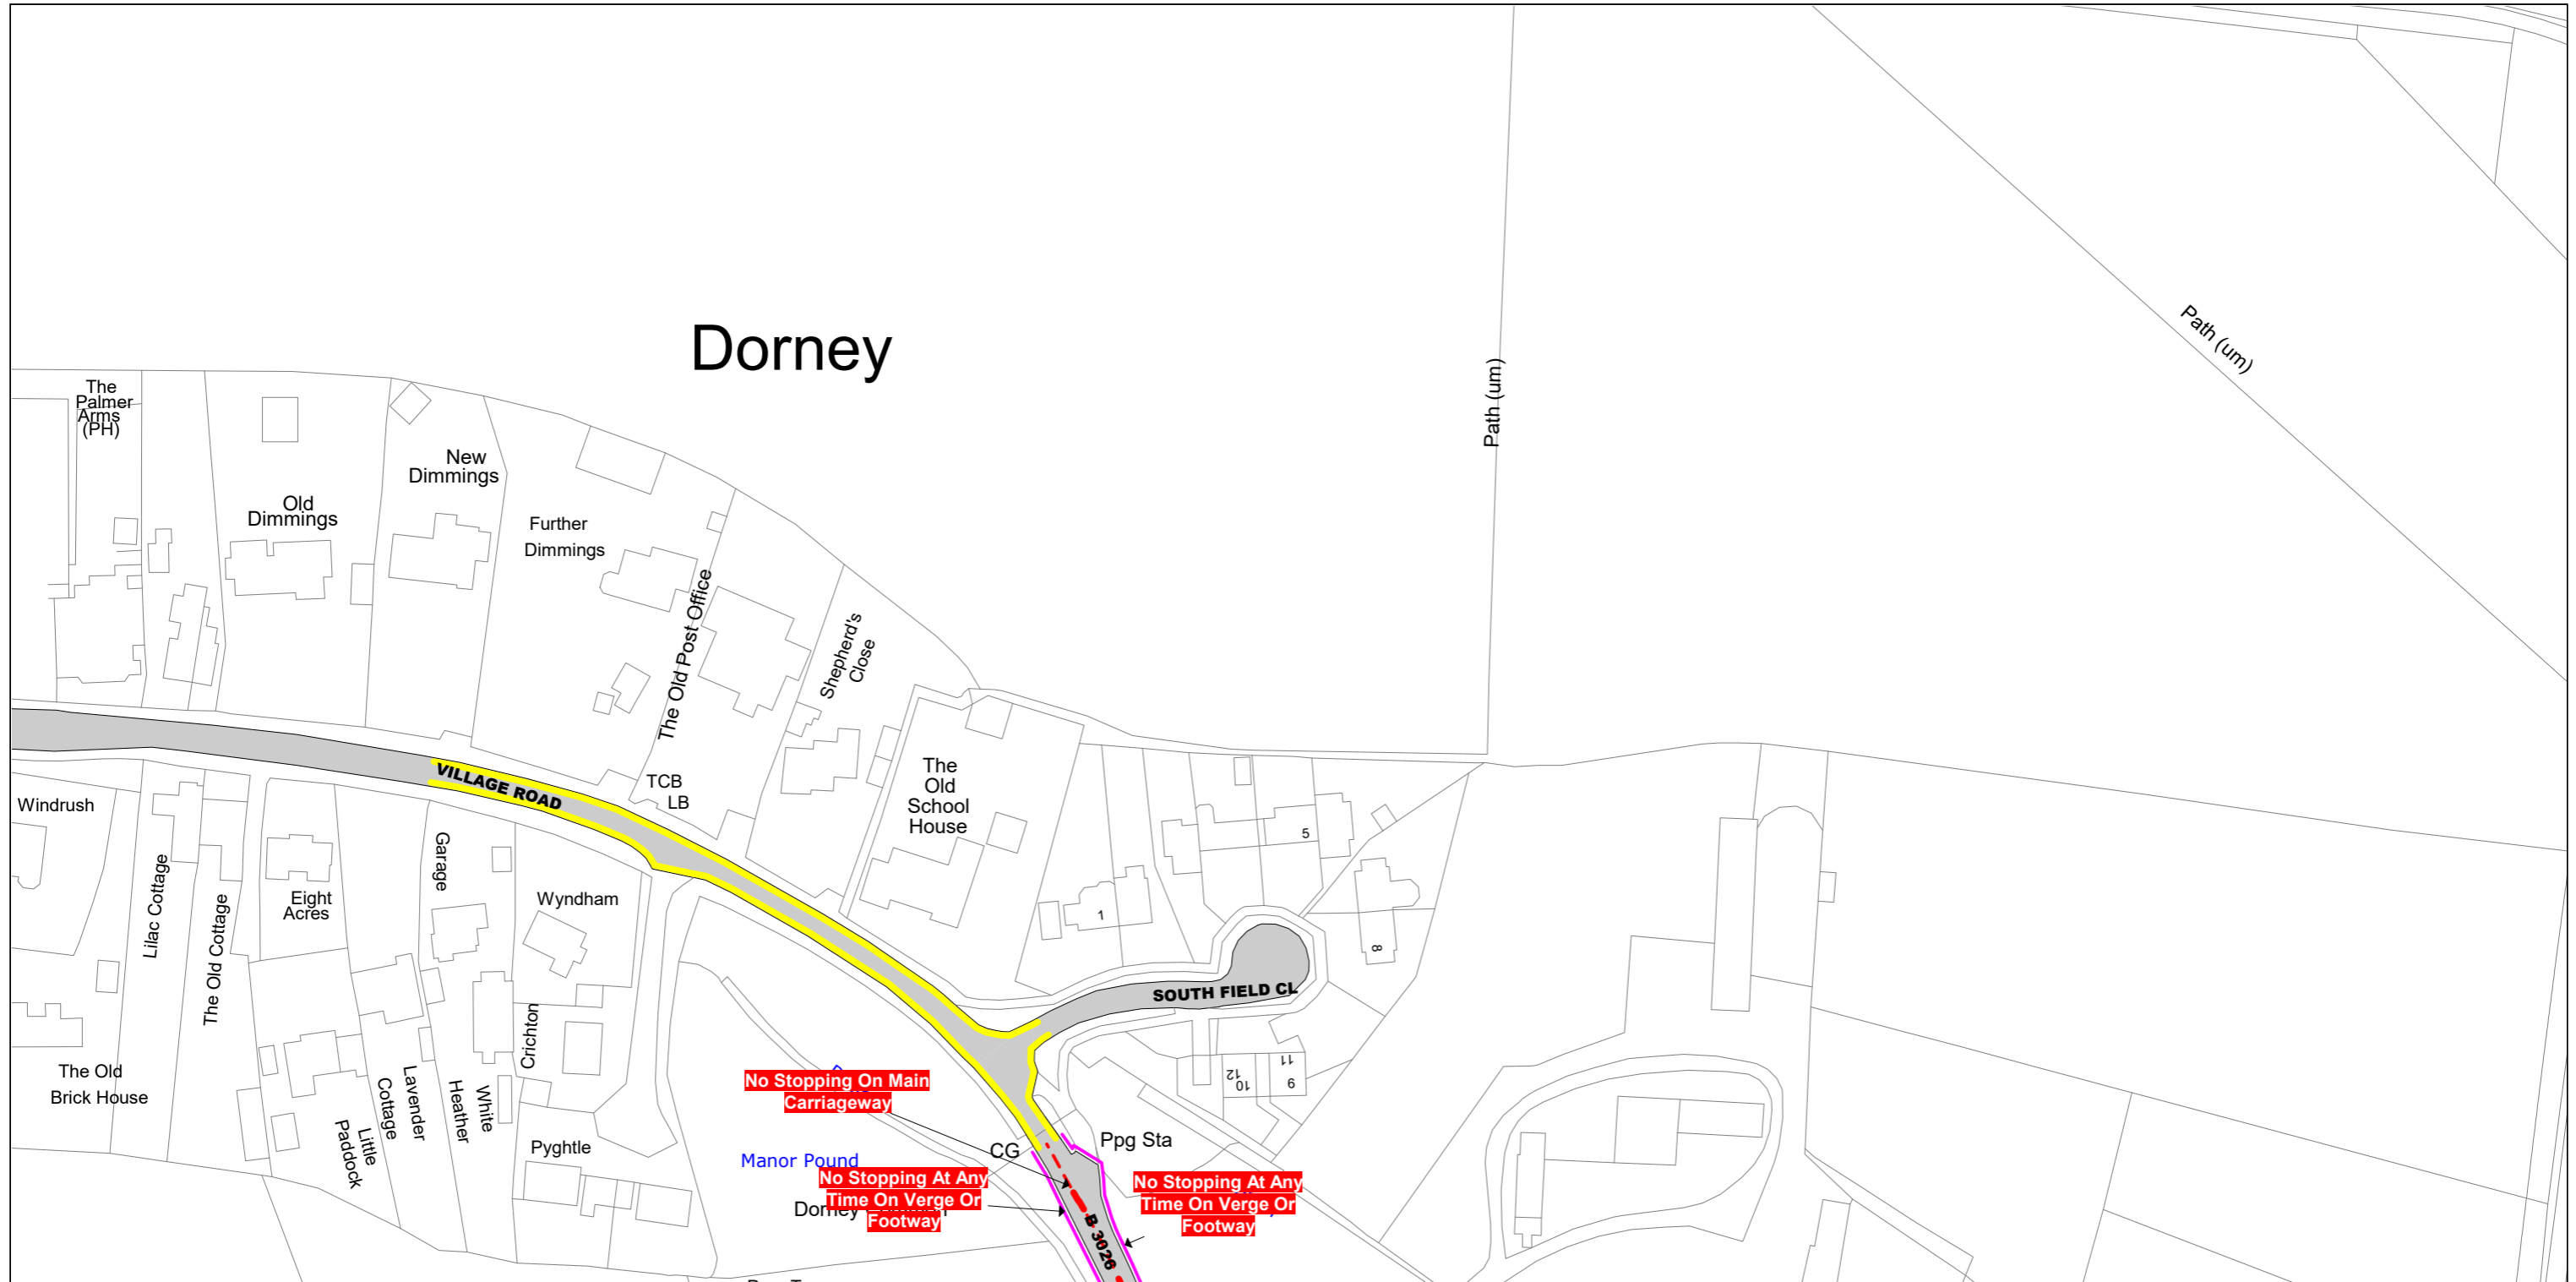 Dorney
Path (um)
Path (um)
The
Palmer
Arms
(PH)
Old
Dimmings
New
Dimmings
Further
Dimmings
The Old Post Office
Shepherd's
Close
The
Old
School
House
TCB
LB
VILLAGE ROAD
Windrush
Lilac Cottage
The Old Cottage
Eight
Acres
Garage
Wyndham
Crichton
The Old
Brick House
Little
Paddock
Lavender
Cottage
White
Heather
Pyghtle
1
5
8
SOUTH FIELD CL
12
10
11
9
No Stopping On Main
Carriageway
CG
Ppg Sta
Manor Pound
No Stopping At Any
Time On Verge Or
Footway
Dorney
No Stopping At Any
Time On Verge Or
Footway
B 3026